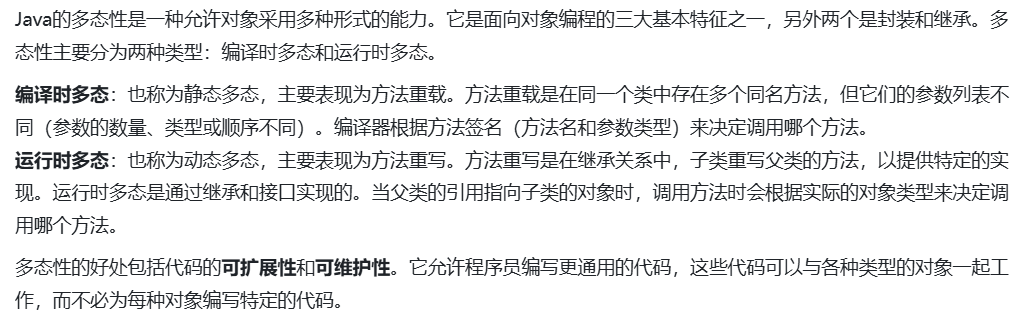 Java的多态性是一种允许对象采用多种形式的能力。它是面向对象编程的三大基本特征之一，另外两个是封装和继承。多
态性主要分为两种类型：编译时多态和运行时多态。
编译时多态：也称为静态多态，主要表现为方法重载。方法重载是在同一个类中存在多个同名方法，但它们的参数列表不
同（参数的数量、类型或顺序不同）。编译器根据方法签名（方法名和参数类型）来决定调用哪个方法。
运行时多态：也称为动态多态，主要表现为方法重写。方法重写是在继承关系中，子类重写父类的方法，以提供特定的实
现。运行时多态是通过继承和接口实现的。当父类的引用指向子类的对象时，调用方法时会根据实际的对象类型来决定调
用哪个方法。
多态性的好处包括代码的可扩展性和可维护性。它允许程序员编写更通用的代码，这些代码可以与各种类型的对象一起工
作，而不必为每种对象编写特定的代码。